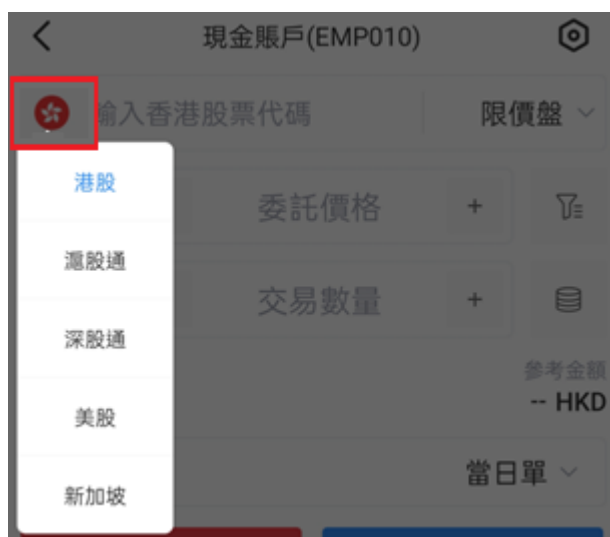 現金賬戶(EMP010)
輸入香港股票代碼
限價盤
港股
委託價格
+
滬股通
交易數量
+
深股通
參考金額
-- HKD
美股
當日單
新加坡